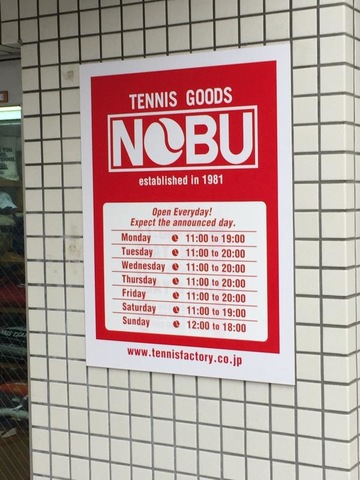 TENNIS GOODS
NOBU
established in 1981
Open Everyday!
Expect the announced day.
Monday 11:00 to 19:00
Tuesday 11:00 to 20:00
Wednesday 11:00 to 20:00
Thursday 11:00 to 20:00
Friday 11:00 to 20:00
Saturday 11:00 to 19:00
Sunday 12:00 to 18:00
www.tennisfactory.co.jp